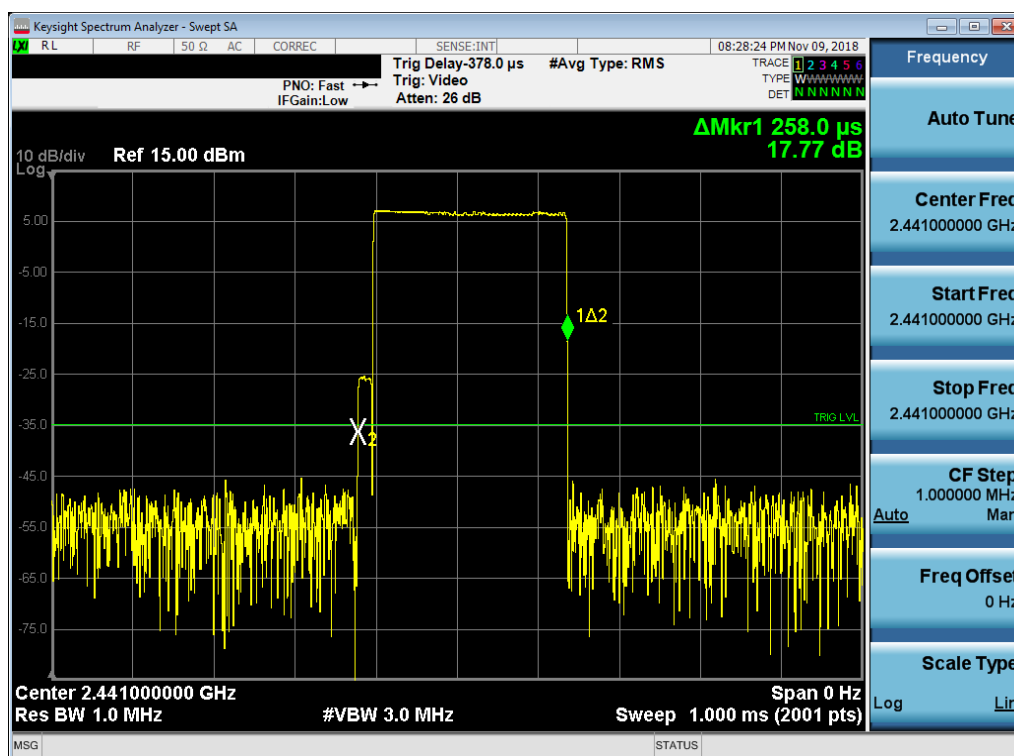 Keysight Spectrum Analyzer - Swept SA
LXI RL RF 50 Ω AC CORREC SENSE:INT 08:28:24 PM Nov 09, 2018
Trig Delay-378.0 µs #Avg Type: RMS TRACE 1 2 3 4 5 6
PNO: Fast Trig: Video TYPE WWWWWW
IFGain:Low Atten: 26 dB DET N N N N N N
ΔMkr1 258.0 µs
10 dB/div Ref 15.00 dBm 17.77 dB
Log
5.00
-5.00
-15.0
1Δ2
-25.0
-35.0
TRIG LVL
X2
-45.0
-55.0
-65.0
-75.0
Center 2.441000000 GHz Span 0 Hz
Res BW 1.0 MHz #VBW 3.0 MHz Sweep 1.000 ms (2001 pts)
MSG STATUS
Frequency
Auto Tune
Center Freq
2.441000000 GHz
Start Freq
2.441000000 GHz
Stop Freq
2.441000000 GHz
CF Step
1.000000 MHz
Auto Man
Freq Offset
0 Hz
Scale Type
Log Lin